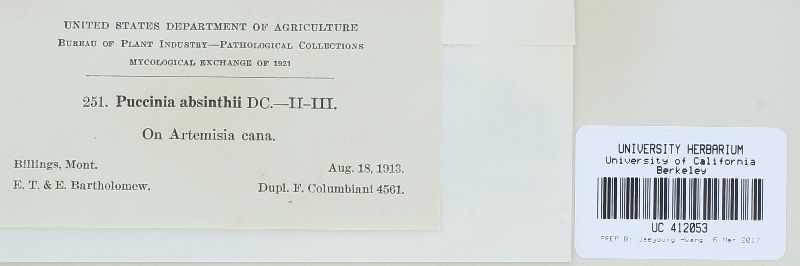 UNITED STATES DEPARTMENT OF AGRICULTURE
BUREAU OF PLANT INDUSTRY—PATHOLOGICAL COLLECTIONS
MYCOLOGICAL EXCHANGE OF 1921
251. Puccinia absinthii DC.—II-III.
On Artemisia cana.
Billings, Mont. Aug. 18, 1913.
E. T. & E. Bartholomew. Dupl. F. Columbiani 4561.
UNIVERSITY HERBARIUM
University of California
Berkeley
UC 412053
PREP BY Jaeyoung Hwang, 6 Mar 2017